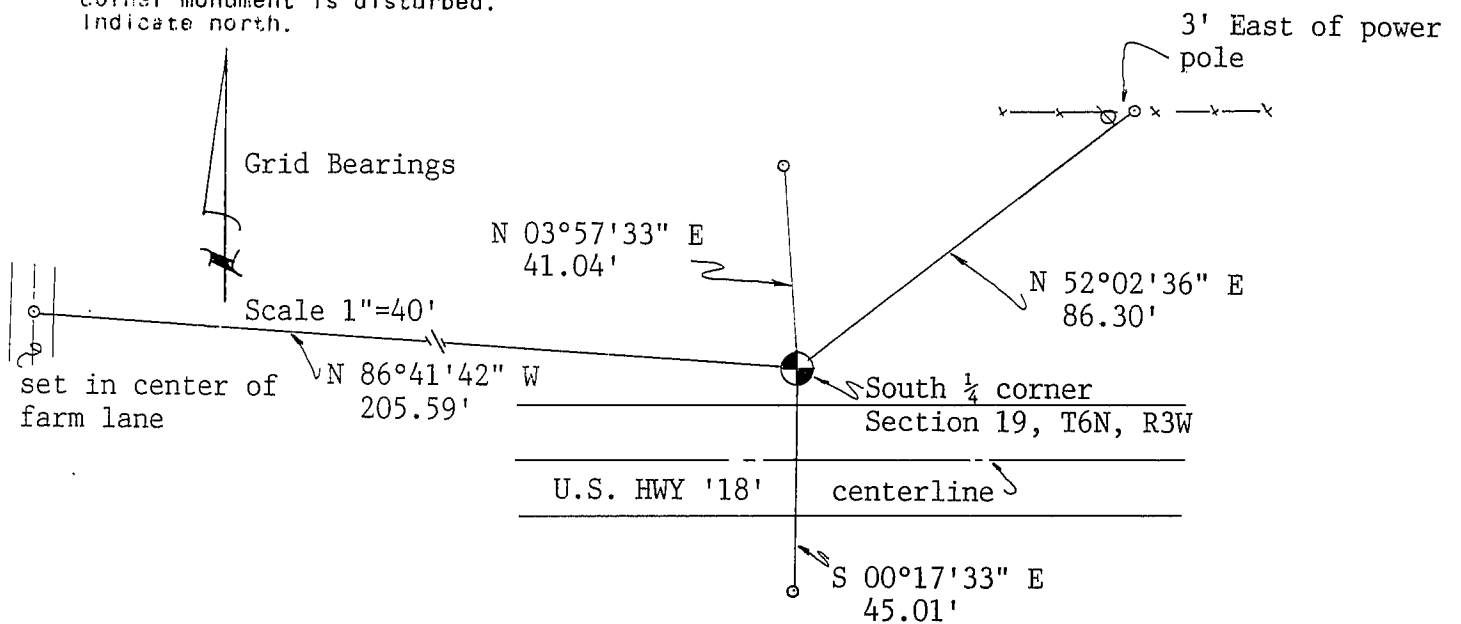 corner monument is disturbed.
Indicate north.
3' East of power
pole
Grid Bearings
N 03°57'33" E
41.04'
N 52°02'36" E
86.30'
Scale 1"=40'
set in center of
farm lane
N 86°41'42" W
205.59'
South ¼ corner
Section 19, T6N, R3W
U.S. HWY '18'
centerline
S 00°17'33" E
45.01'